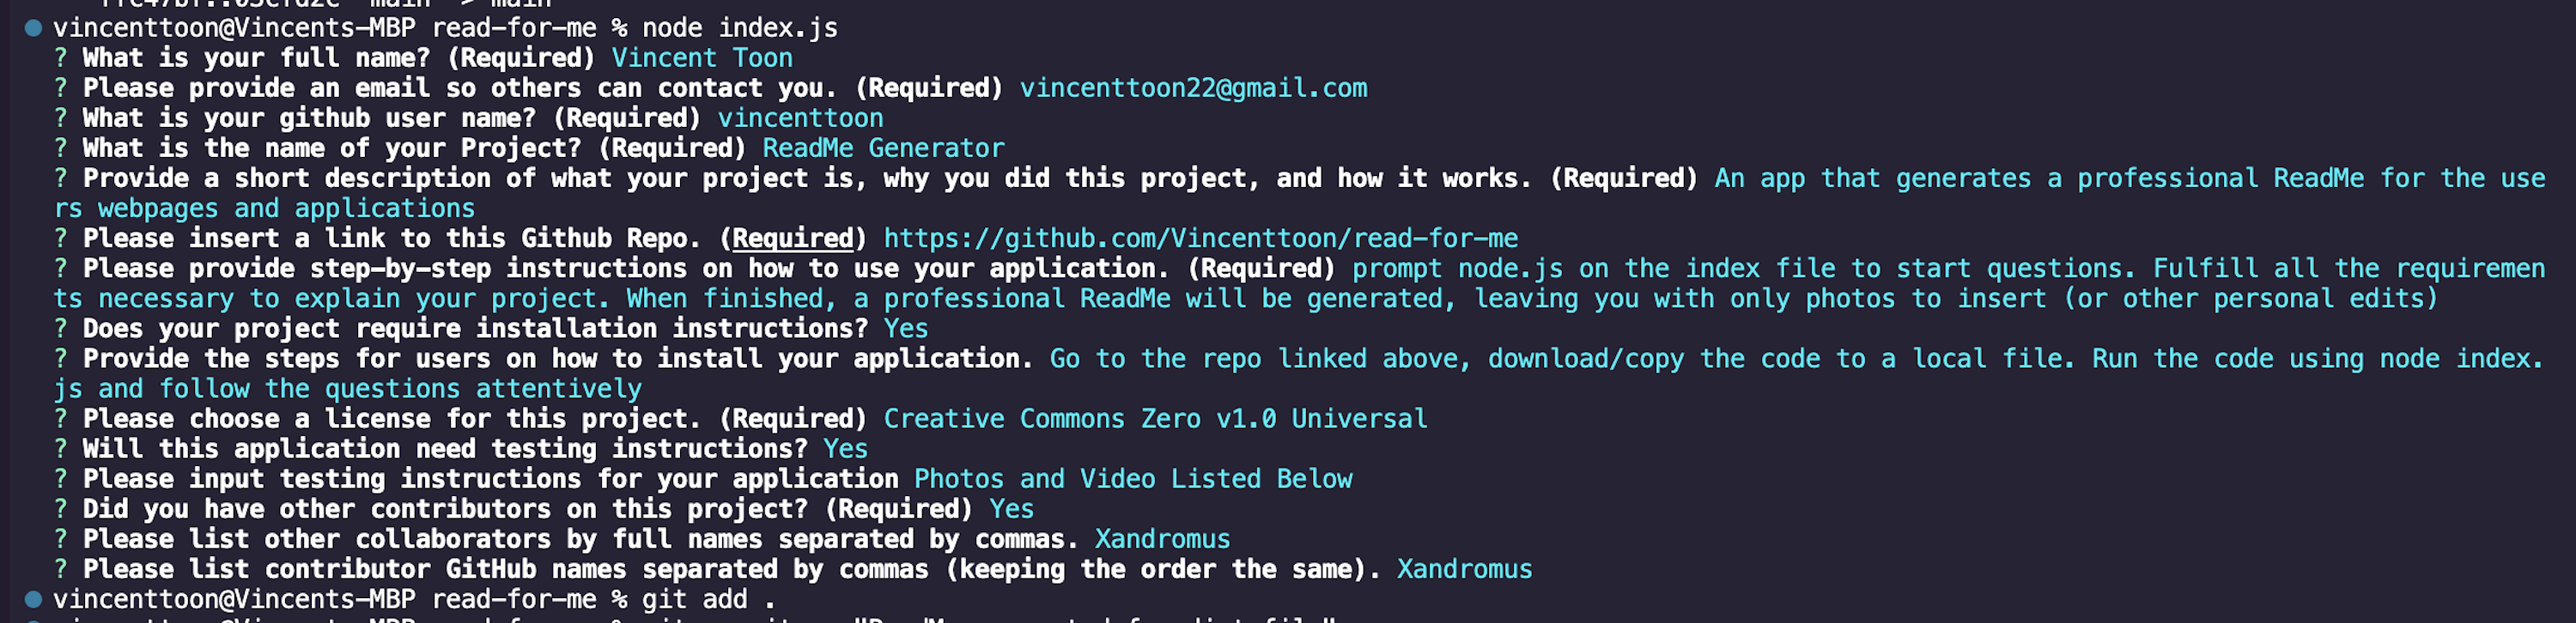 vincenttoon@Vincents-MBP read-for-me % node index.js
? What is your full name? (Required) Vincent Toon
? Please provide an email so others can contact you. (Required) vincenttoon22@gmail.com
? What is your github user name? (Required) vincenttoon
? What is the name of your Project? (Required) ReadMe Generator
? Provide a short description of what your project is, why you did this project, and how it works. (Required) An app that generates a professional ReadMe for the use
rs webpages and applications
? Please insert a link to this Github Repo. (Required) https://github.com/Vincenttoon/read-for-me
? Please provide step-by-step instructions on how to use your application. (Required) prompt node.js on the index file to start questions. Fulfill all the requiremen
ts necessary to explain your project. When finished, a professional ReadMe will be generated, leaving you with only photos to insert (or other personal edits)
? Does your project require installation instructions? Yes
? Provide the steps for users on how to install your application. Go to the repo linked above, download/copy the code to a local file. Run the code using node index.
js and follow the questions attentively
? Please choose a license for this project. (Required) Creative Commons Zero v1.0 Universal
? Will this application need testing instructions? Yes
? Please input testing instructions for your application Photos and Video Listed Below
? Did you have other contributors on this project? (Required) Yes
? Please list other collaborators by full names separated by commas. Xandromus
? Please list contributor GitHub names separated by commas (keeping the order the same). Xandromus
vincenttoon@Vincents-MBP read-for-me % git add .